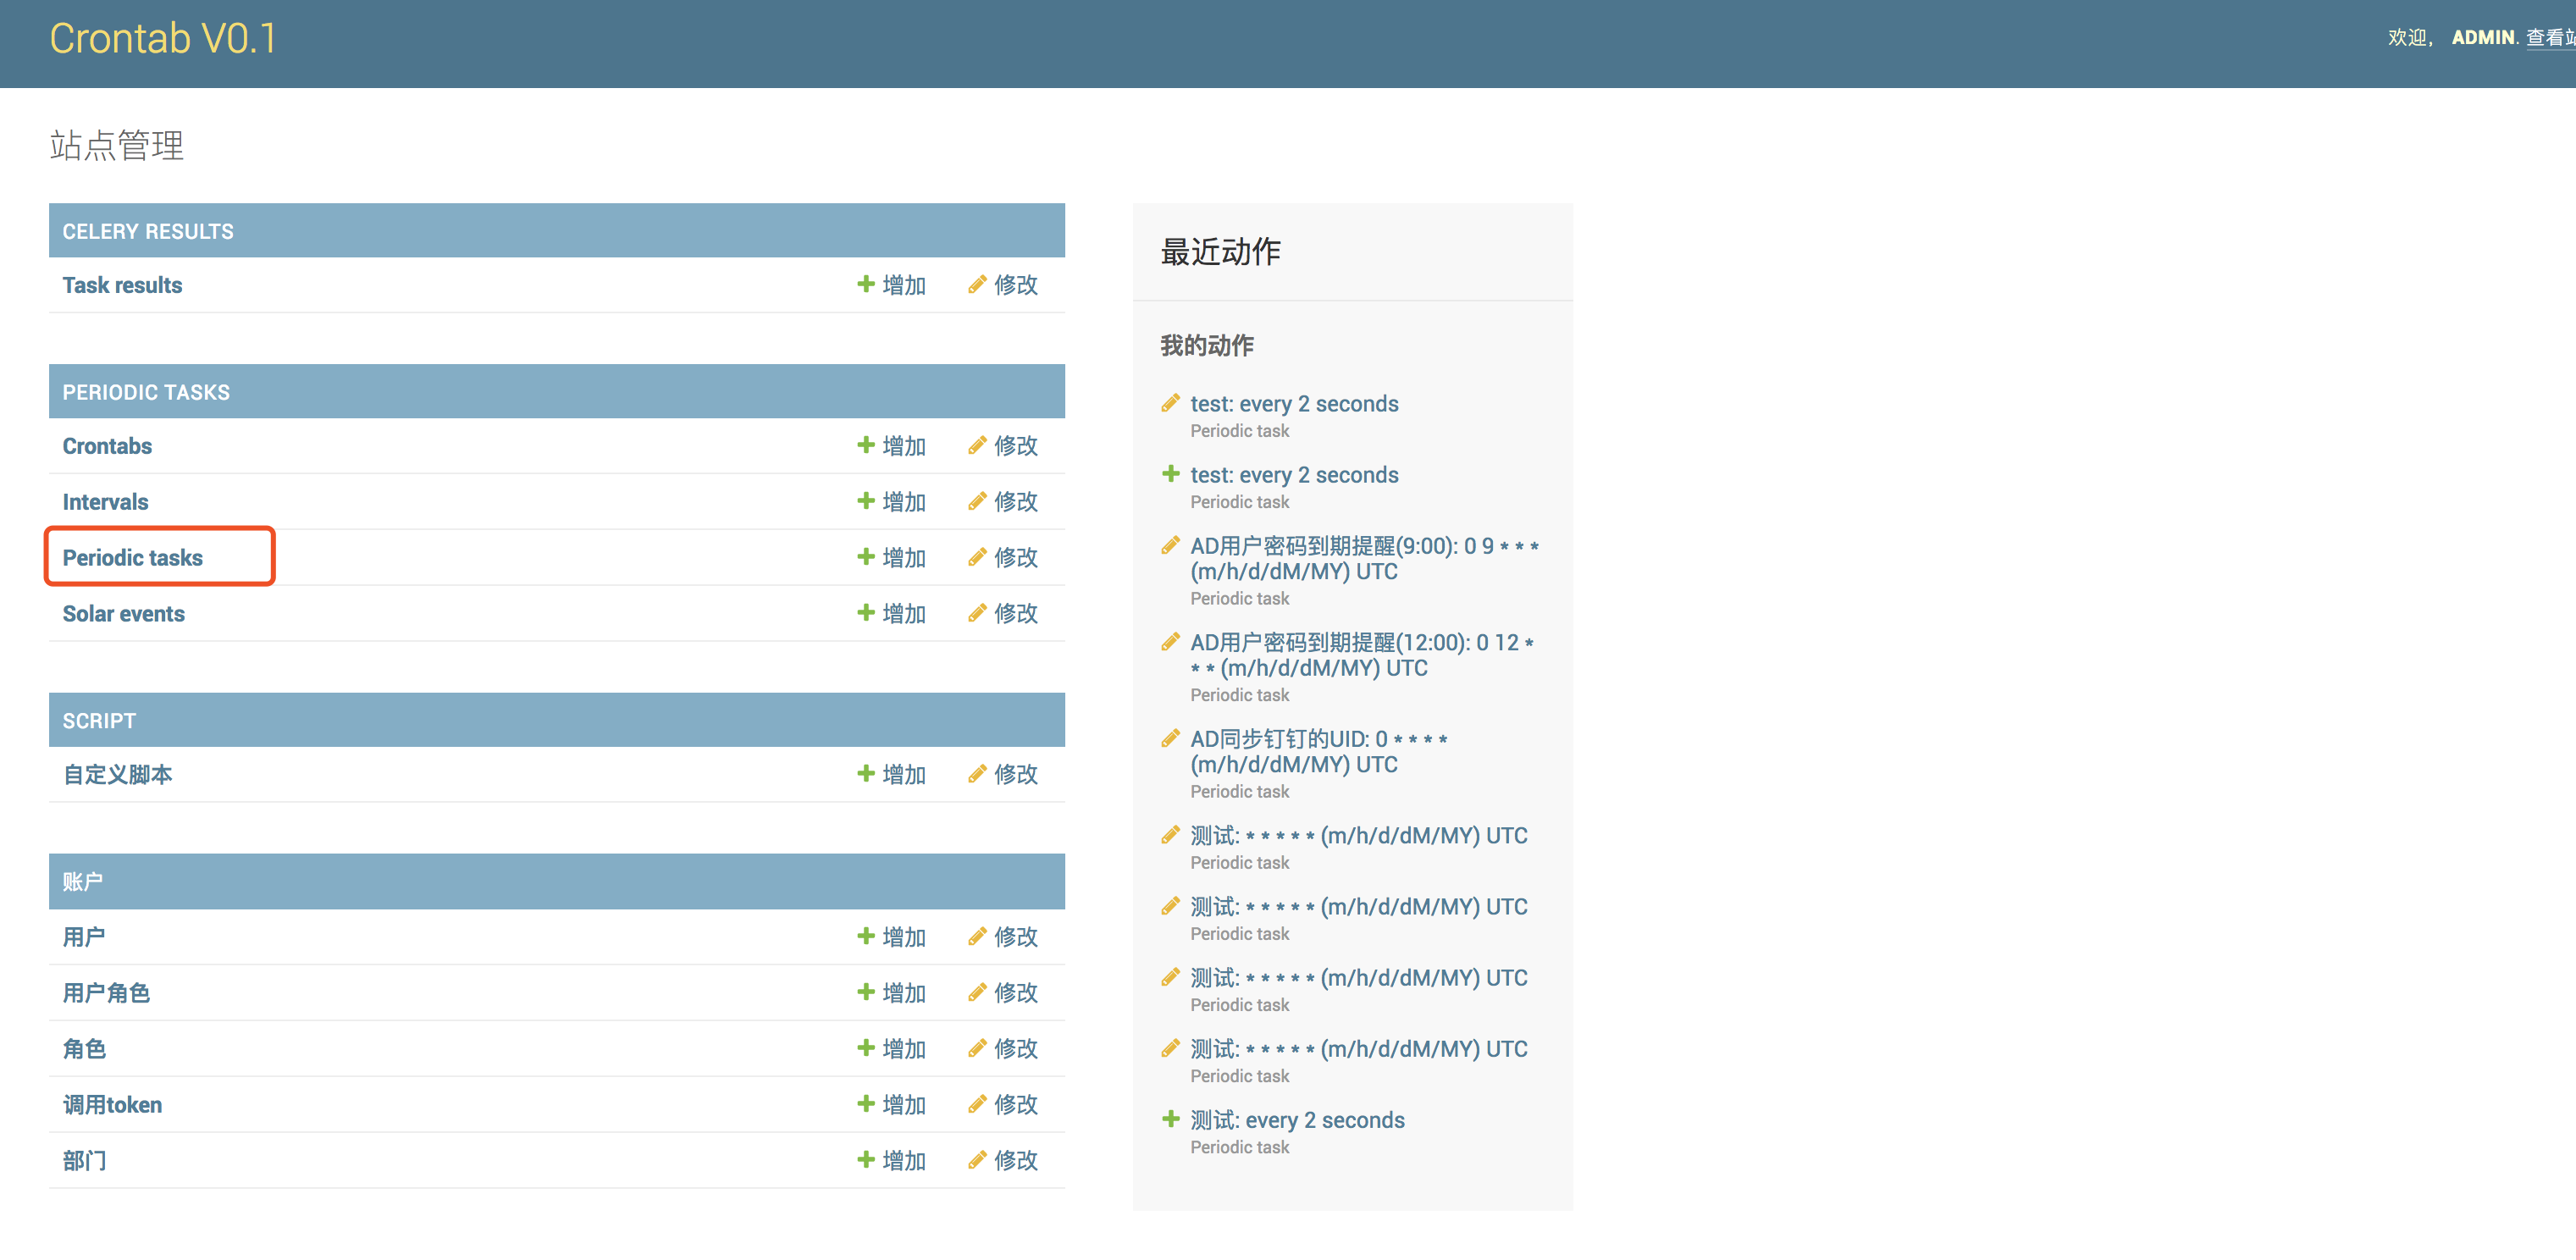 Crontab V0.1
欢迎， ADMIN. 查看
站点管理
CELERY RESULTS
Task results 增加 修改
PERIODIC TASKS
Crontabs 增加 修改
Intervals 增加 修改
Periodic tasks 增加 修改
Solar events 增加 修改
SCRIPT
自定义脚本 增加 修改
账户
用户 增加 修改
用户角色 增加 修改
角色 增加 修改
调用token 增加 修改
部门 增加 修改
最近动作
我的动作
test: every 2 seconds
Periodic task
test: every 2 seconds
Periodic task
AD用户密码到期提醒(9:00): 0 9 * * *
(m/h/d/dM/MY) UTC
Periodic task
AD用户密码到期提醒(12:00): 0 12 *
* * (m/h/d/dM/MY) UTC
Periodic task
AD同步钉钉的UID: 0 * * * *
(m/h/d/dM/MY) UTC
Periodic task
测试: * * * * * (m/h/d/dM/MY) UTC
Periodic task
测试: * * * * * (m/h/d/dM/MY) UTC
Periodic task
测试: * * * * * (m/h/d/dM/MY) UTC
Periodic task
测试: * * * * * (m/h/d/dM/MY) UTC
Periodic task
测试: every 2 seconds
Periodic task